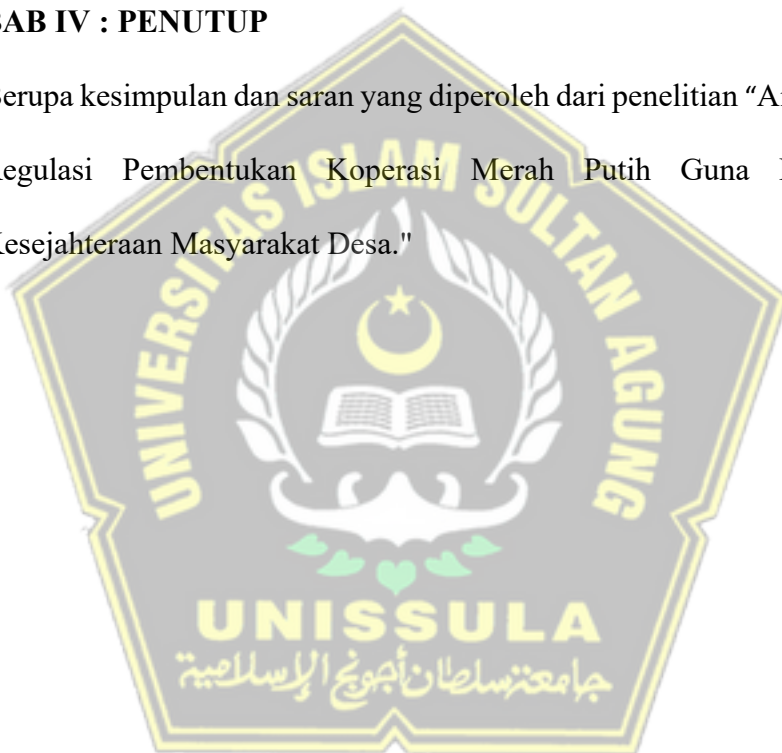 BAB IV : PENUTUP
Berupa kesimpulan dan saran yang diperoleh dari penelitian “
Regulasi Pembentukan Koperasi Merah Putih Guna
Kesejahteraan Masyarakat Desa."
UNIVERSITAS ISLAM SULTAN AGUNG
UNISSULA
جامعة سلطان أجونج الإسلامية